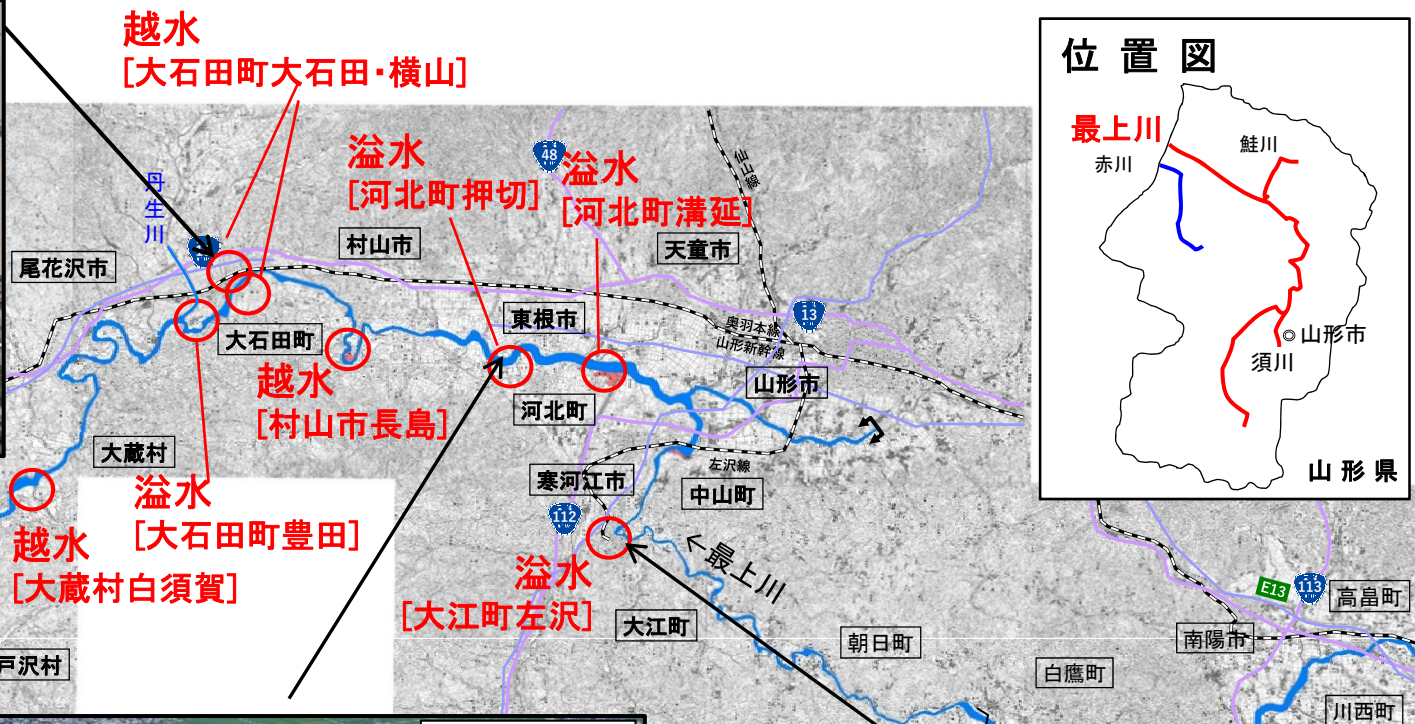 越水
[大石田町大石田・横山]
溢水
[河北町押切]
48
溢水
[河北町溝延]
仙山線
丹生川
尾花沢市
村山市
天童市
東根市
13
奥羽本線
山形新幹線
大石田町
越水
[村山市長島]
河北町
山形市
大蔵村
左沢線
寒河江市
中山町
溢水
[大石田町豊田]
112
越水
[大蔵村白須賀]
溢水
[大江町左沢]
←最上川
大江町
朝日町
戸沢村
白鷹町
南陽市
E13
113
高畠町
川西町
位置図
最上川
赤川
鮭川
山形市
須川
山形県